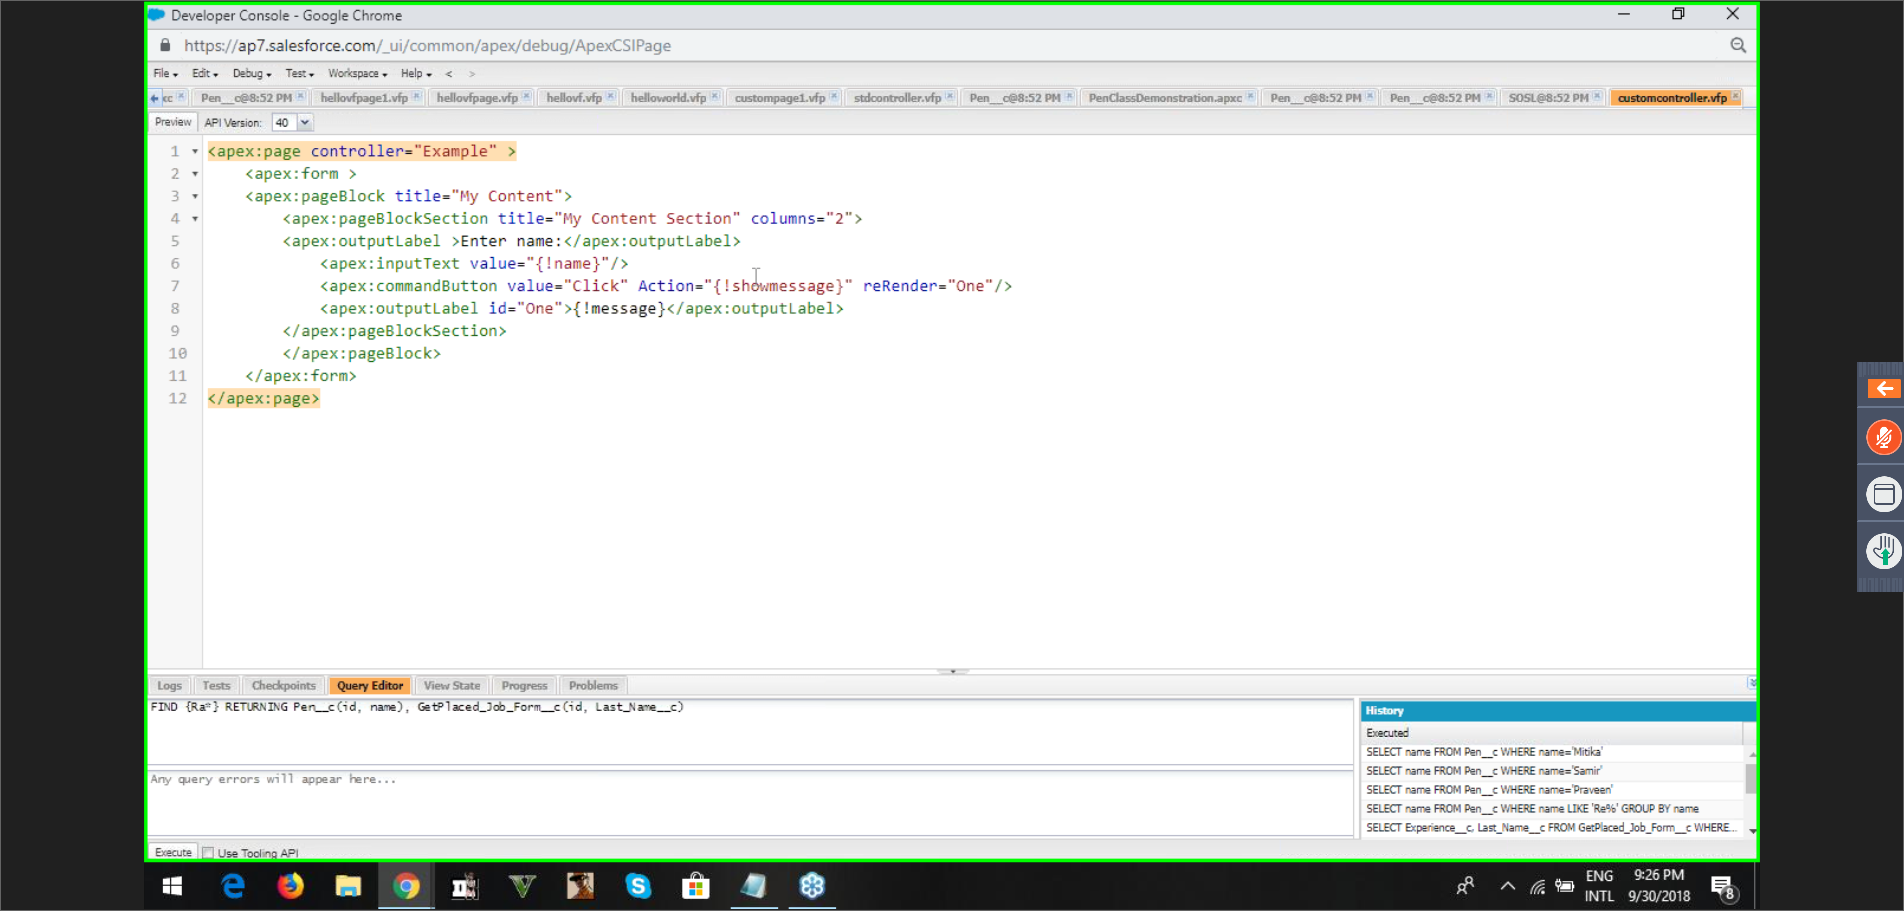 Developer Console - Google Chrome
https://ap7.salesforce.com/_ui/common/apex/debug/ApexCSIPage
File Edit Debug Test Workspace Help < >
cc Pen__c@8:52 PM hellovfpage1.vfp hellovfpage.vfp hellovf.vfp helloworld.vfp custompage1.vfp stdcontroller.vfp Pen__c@8:52 PM PenClassDemonstration.apxc Pen__c@8:52 PM Pen__c@8:52 PM SOSL@8:52 PM customcontroller.vfp
Preview API Version: 40
1 <apex:page controller="Example" >
2 <apex:form >
3 <apex:pageBlock title="My Content">
4 <apex:pageBlockSection title="My Content Section" columns="2">
5 <apex:outputLabel >Enter name:</apex:outputLabel>
6 <apex:inputText value="{!name}"/>
7 <apex:commandButton value="Click" Action="{!showmessage}" reRender="One"/>
8 <apex:outputLabel id="One">{!message}</apex:outputLabel>
9 </apex:pageBlockSection>
10 </apex:pageBlock>
11 </apex:form>
12 </apex:page>
Logs Tests Checkpoints Query Editor View State Progress Problems
FIND {Ra*} RETURNING Pen__c(id, name), GetPlaced_Job_Form__c(id, Last_Name__c)
Any query errors will appear here...
History
Executed
SELECT name FROM Pen__c WHERE name='Mitika'
SELECT name FROM Pen__c WHERE name='Samir'
SELECT name FROM Pen__c WHERE name='Praveen'
SELECT name FROM Pen__c WHERE name LIKE 'Re%' GROUP BY name
SELECT Experience__c, Last_Name__c FROM GetPlaced_Job_Form__c WHERE...
Execute Use Tooling API
ENG 9:26 PM
INTL 9/30/2018
8